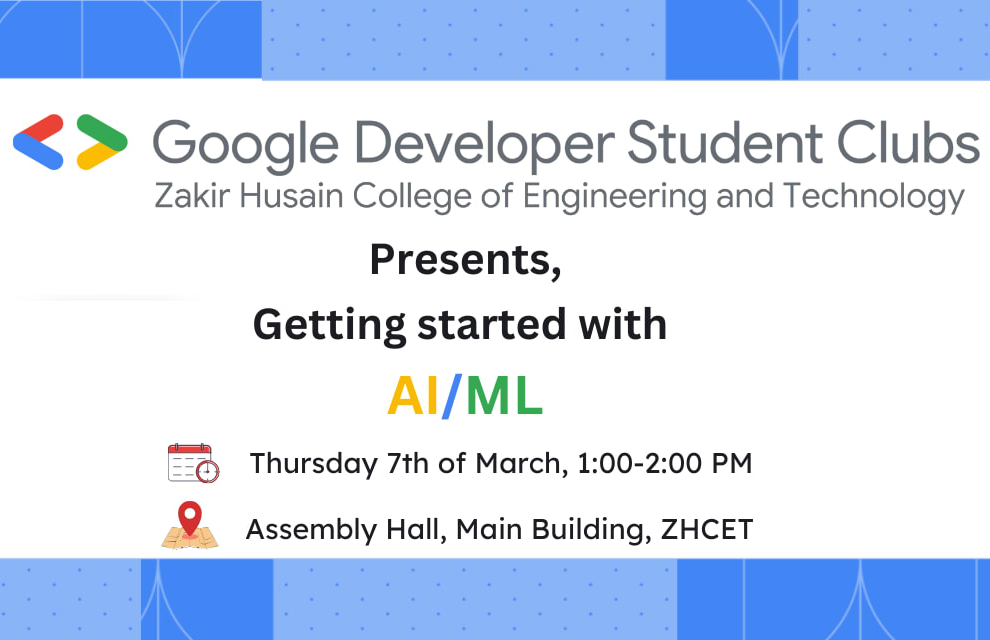 Google Developer Student Clubs
Zakir Husain College of Engineering and Technology
Presents,
Getting started with
AI/ML
Thursday 7th of March, 1:00-2:00 PM
Assembly Hall, Main Building, ZHCET